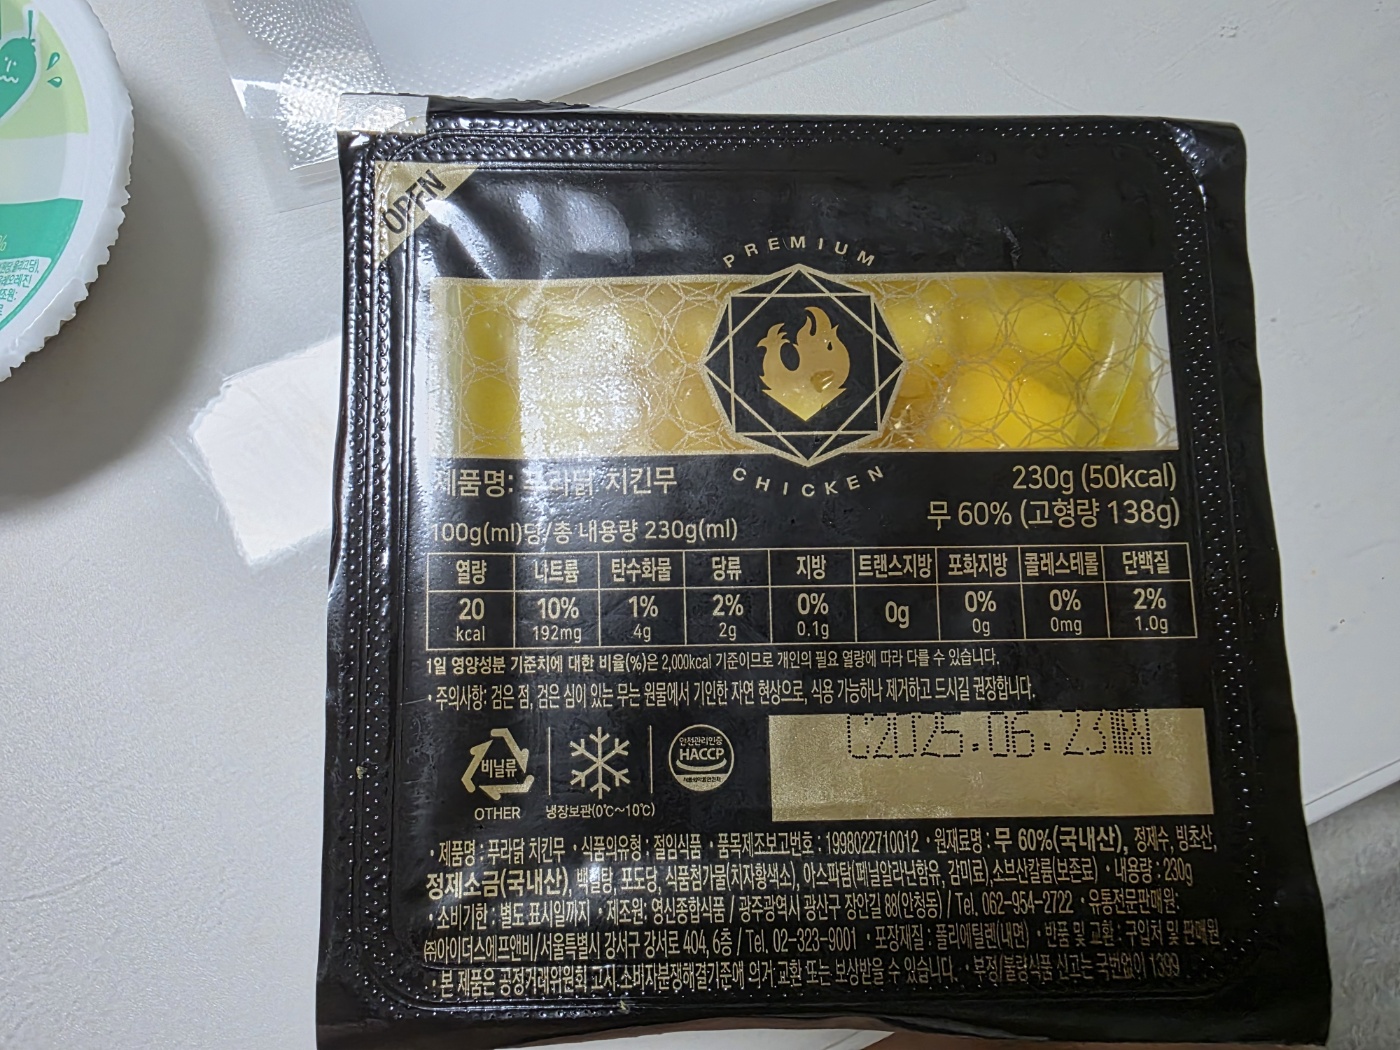 OPEN
PREMIUM
CHICKEN
제품명: 푸라닭 치킨무
230g (50kcal)
무 60% (고형량 138g)
100g(ml)당/총 내용량 230g(ml)
열량 나트륨 탄수화물 당류 지방 트랜스지방 포화지방 콜레스테롤 단백질
20 10% 1% 2% 0% 0g 0% 0% 2%
kcal 192mg 4g 2g 0.1g 0g 0mg 1.0g
1일 영양성분 기준치에 대한 비율(%)은 2,000kcal 기준이므로 개인의 필요 열량에 따라 다를 수 있습니다.
• 주의사항: 검은 점, 검은 심이 있는 무는 원물에서 기인한 자연 현상으로, 식용 가능하나 제거하고 드시길 권장합니다.
비닐류
OTHER
냉장보관(0℃~10℃)
안전관리인증
HACCP
2025.06.23
• 제품명 : 푸라닭 치킨무 • 식품의유형 : 절임식품 • 품목제조보고번호 : 1998022710012 • 원재료명 : 무 60%(국내산), 정제수, 빙초산,
정제소금(국내산), 백설탕, 포도당, 식품첨가물(치자황색소), 아스파탐(페닐알라닌함유, 감미료),소브산칼륨(보존료) • 내용량 : 230g
• 소비기한 : 별도 표시일까지 • 제조원: 영신종합식품 / 광주광역시 광산구 장안길 88(안청동) / Tel. 062-954-2722 • 유통전문판매원:
㈜아이더스에프앤비/서울특별시 강서구 강서로 404, 6층 / Tel. 02-323-9001 • 포장재질 : 폴리에틸렌(내면) • 반품 및 교환 : 구입처 및 판매원
• 본 제품은 공정거래위원회 고시 소비자분쟁해결기준에 의거 교환 또는 보상받을 수 있습니다. • 부정/불량식품 신고는 국번없이 1399